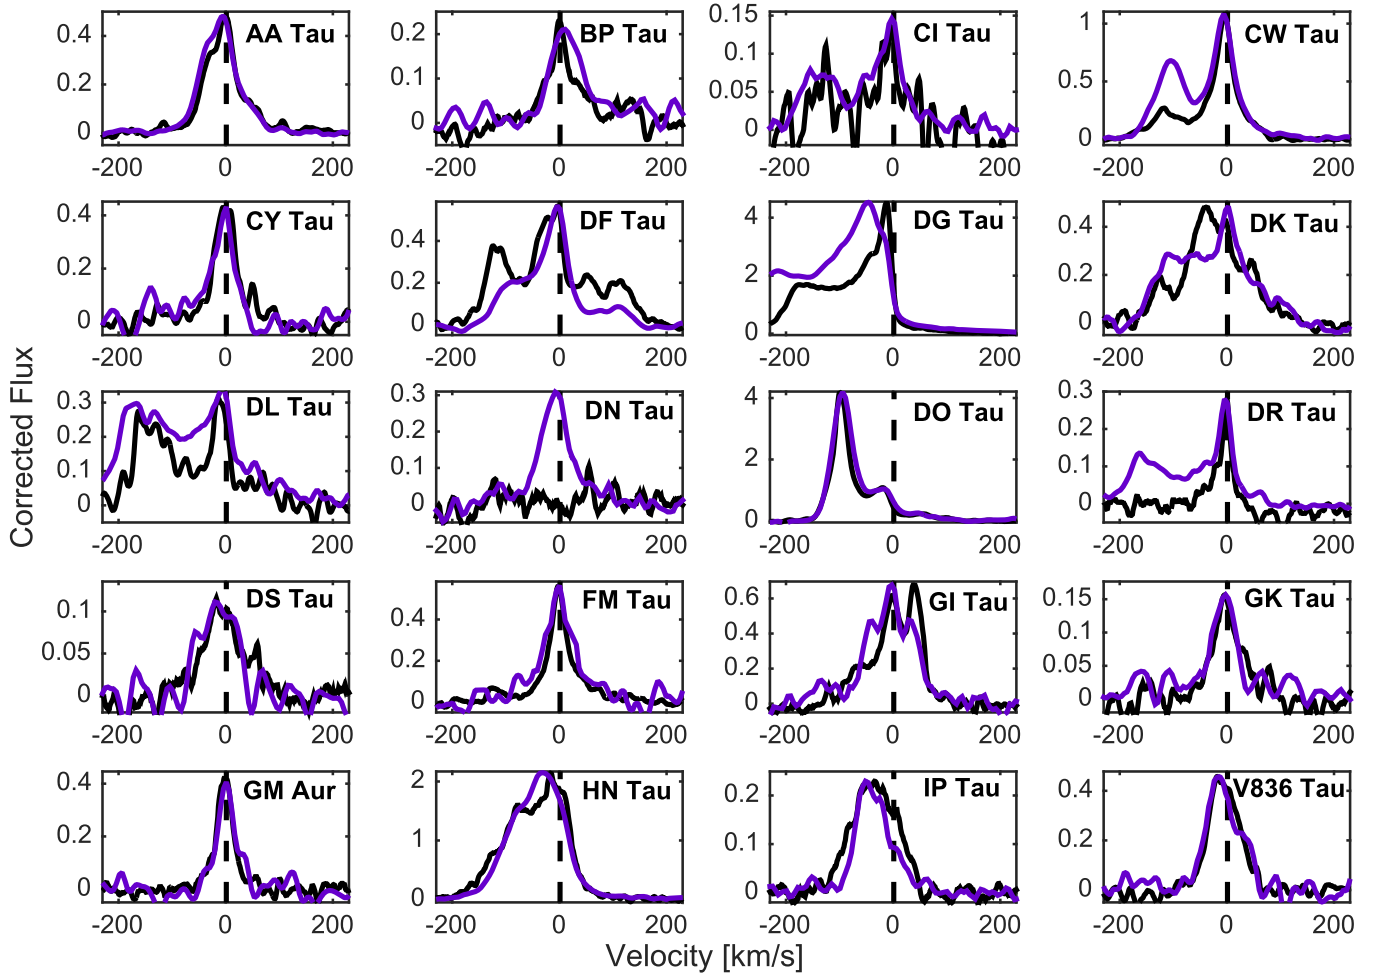 AA Tau
BP Tau
CI Tau
CW Tau
0.4
0.2
0
0.2
0.1
0
0.15
0.1
0.05
0
1
0.5
0
-200 0 200
-200 0 200
-200 0 200
-200 0 200
CY Tau
DF Tau
DG Tau
DK Tau
0.4
0.2
0
0.4
0.2
0
4
2
0
0.4
0.2
0
-200 0 200
-200 0 200
-200 0 200
-200 0 200
DL Tau
DN Tau
DO Tau
DR Tau
0.3
0.2
0.1
0
0.3
0.2
0.1
0
4
2
0
0.3
0.2
0.1
0
-200 0 200
-200 0 200
-200 0 200
-200 0 200
DS Tau
FM Tau
GI Tau
GK Tau
0.1
0.05
0
0.4
0.2
0
0.6
0.4
0.2
0
0.15
0.1
0.05
0
-200 0 200
-200 0 200
-200 0 200
-200 0 200
GM Aur
HN Tau
IP Tau
V836 Tau
0.4
0.2
0
2
1
0
0.2
0.1
0
0.4
0.2
0
-200 0 200
-200 0 200
-200 0 200
-200 0 200
Corrected Flux
Velocity [km/s]